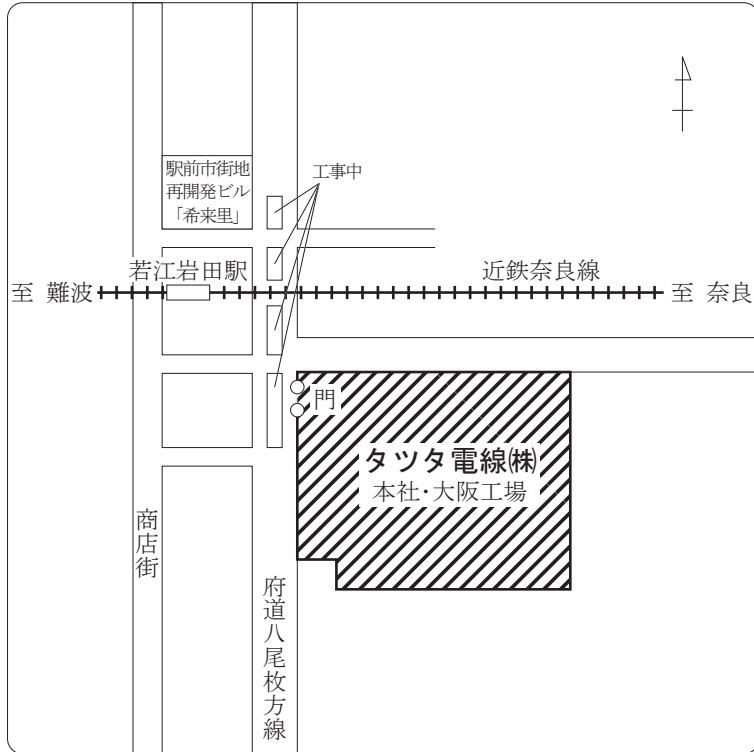 駅前市街地
再開発ビル
「希来里」
工事中
若江岩田駅
近鉄奈良線
至 難波
至 奈良
門
タツタ電線㈱
本社・大阪工場
商店街
府道八尾枚方線